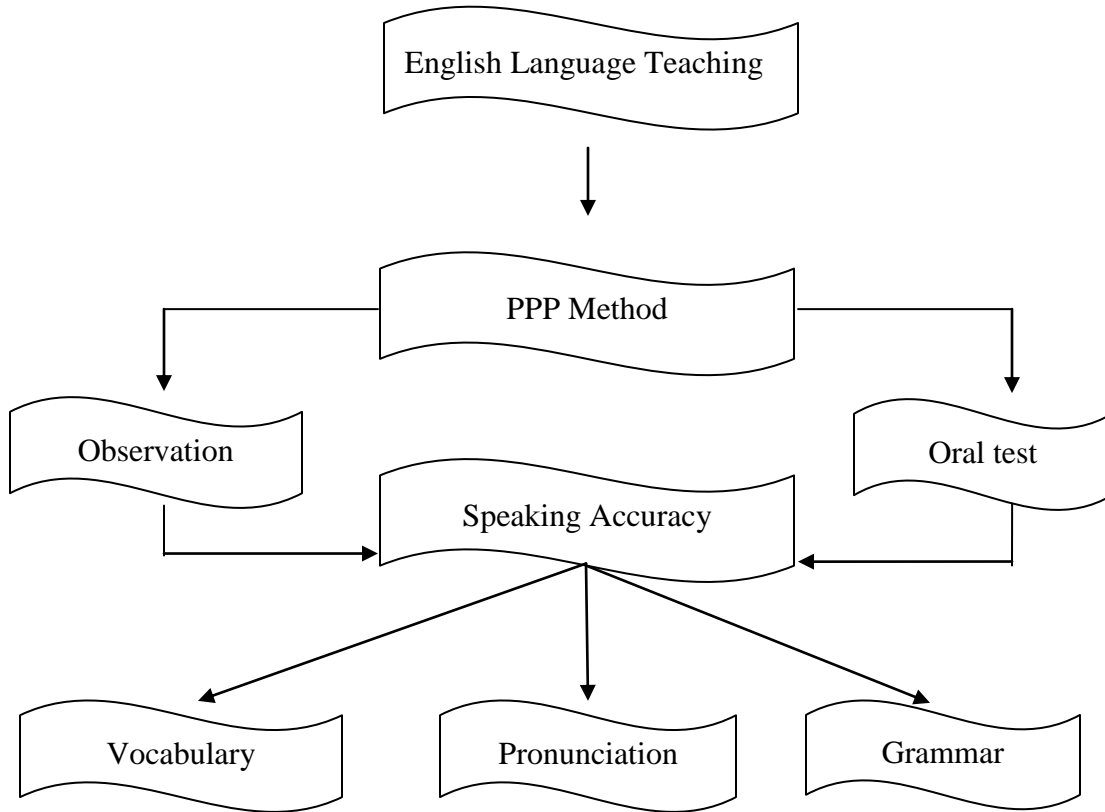 English Language Teaching
PPP Method
Observation
Oral test
Speaking Accuracy
Vocabulary
Pronunciation
Grammar